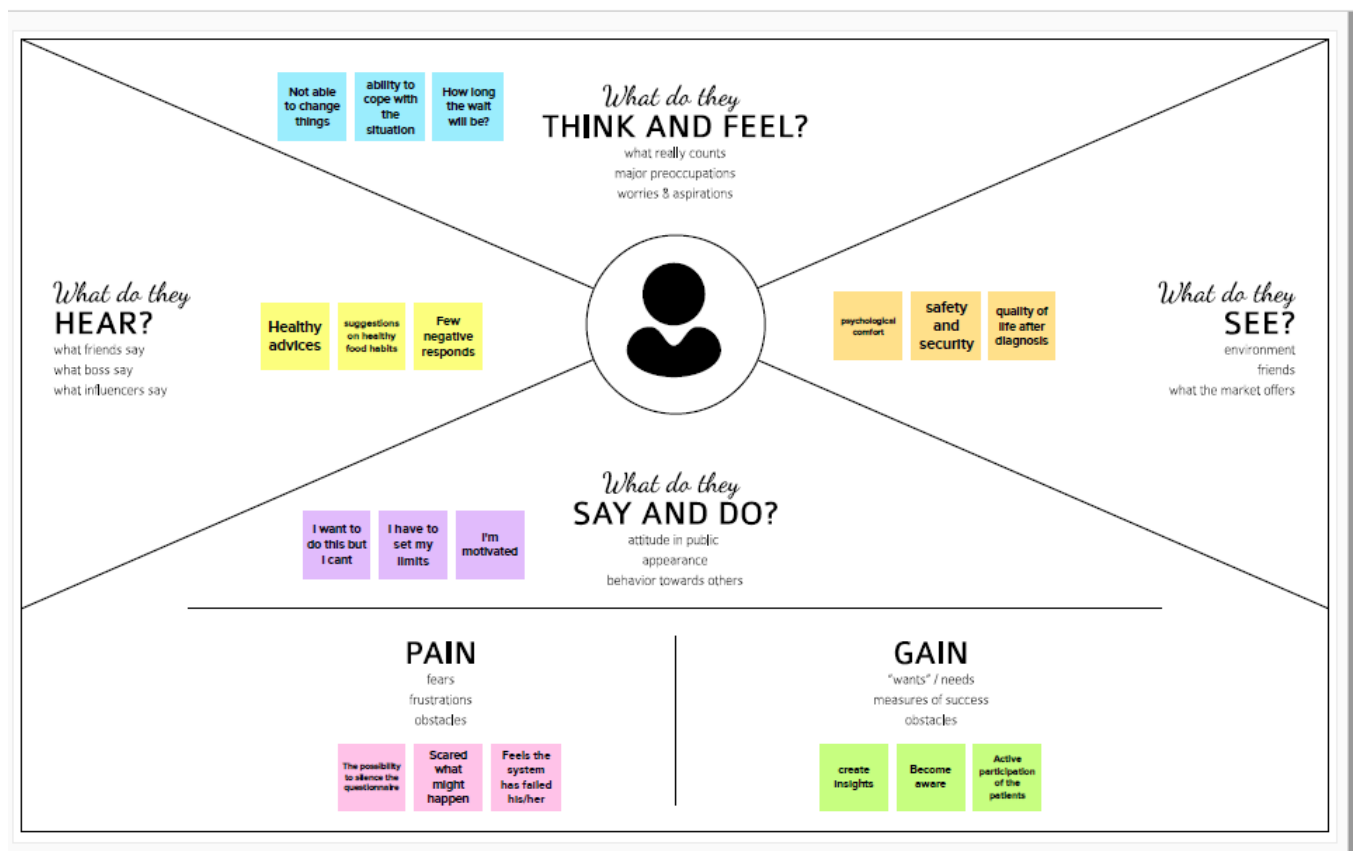 Not able
to change
things
ability to
cope with
the
situation
How long
the wait
will be?
What do they
THINK AND FEEL?
what really counts
major preoccupations
worries & aspirations
What do they
HEAR?
what friends say
what boss say
what influencers say
Healthy
advices
suggestions
on healthy
food habits
Few
negative
responds
psychological
comfort
safety
and
security
quality of
life after
diagnosis
What do they
SEE?
environment
friends
what the market offers
What do they
SAY AND DO?
attitude in public
appearance
behavior towards others
I want to
do this but
I cant
I have to
set my
limits
I'm
motivated
PAIN
fears
frustrations
obstacles
The possibility
to silence the
questionnaire
Scared
what
might
happen
Feels the
system
has failed
his/her
GAIN
"wants" / needs
measures of success
obstacles
create
insights
Become
aware
Active
participation
of the
patients